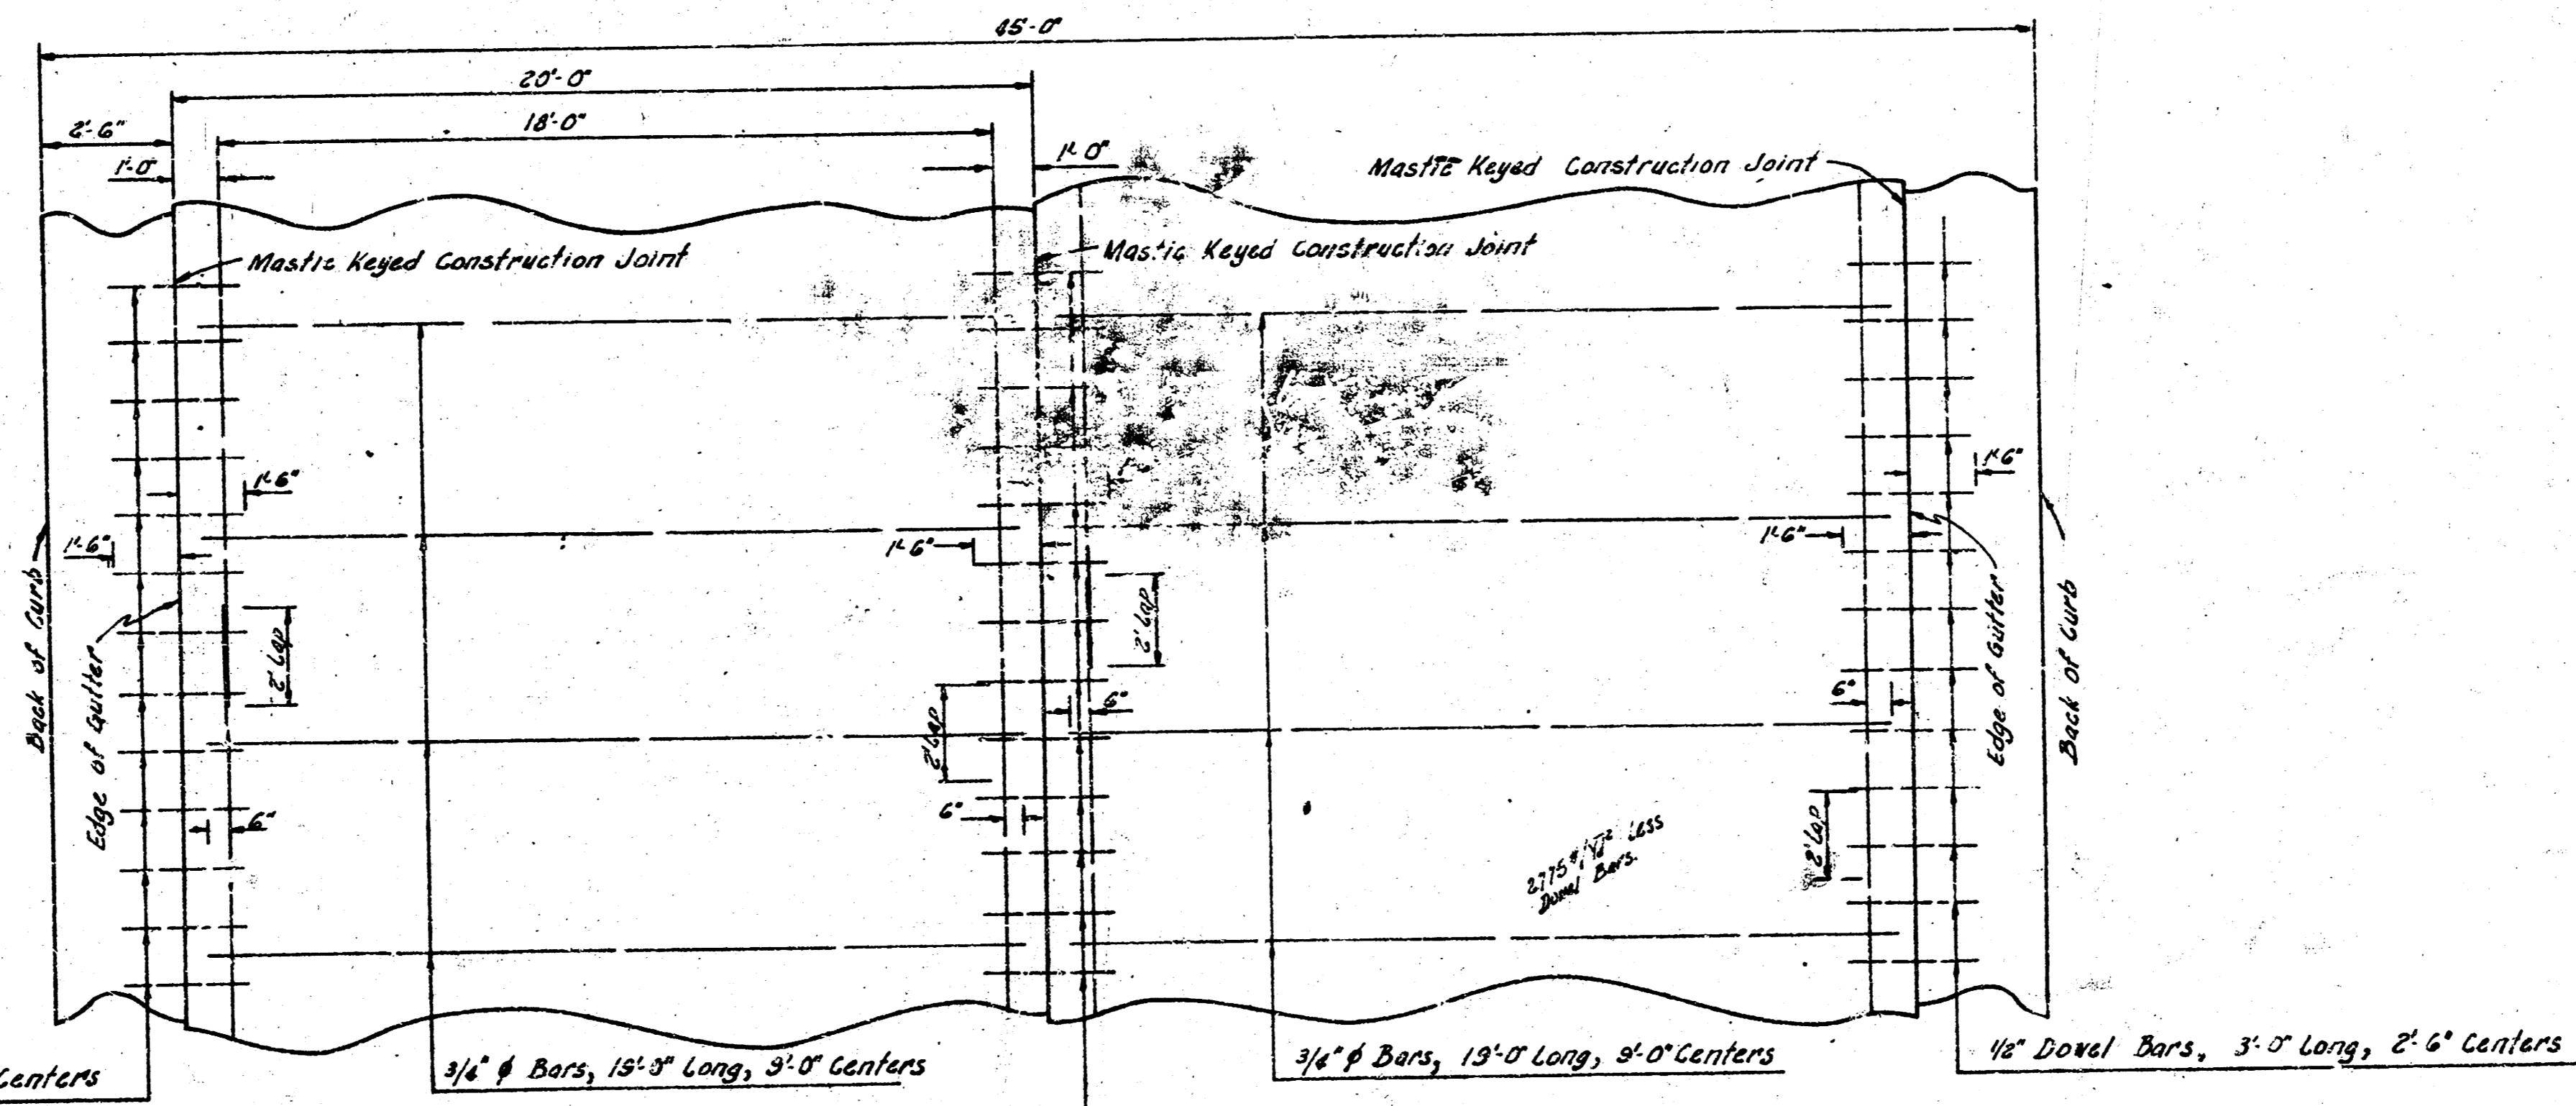 45'-0"
20'-0"
18'-0"
2'-6"
1'-0"
1'-0"
Mastic Keyed Construction Joint
Mastic Keyed Construction Joint
Mastic Keyed Construction Joint
1'-6"
1'-6"
1'-6"
1'-6"
1'-6"
Back of Curb
Edge of Gutter
2' Lap
2' Lap
2' Lap
2' Lap
6"
6"
6"
6"
Edge of Gutter
Back of Curb
Less
Dowel Bars.
Centers
3/4" φ Bars, 19'-0" Long, 9'-0" Centers
3/4" φ Bars, 19'-0" Long, 9'-0" Centers
1/2" Dowel Bars, 3'-0" Long, 2'-6" Centers